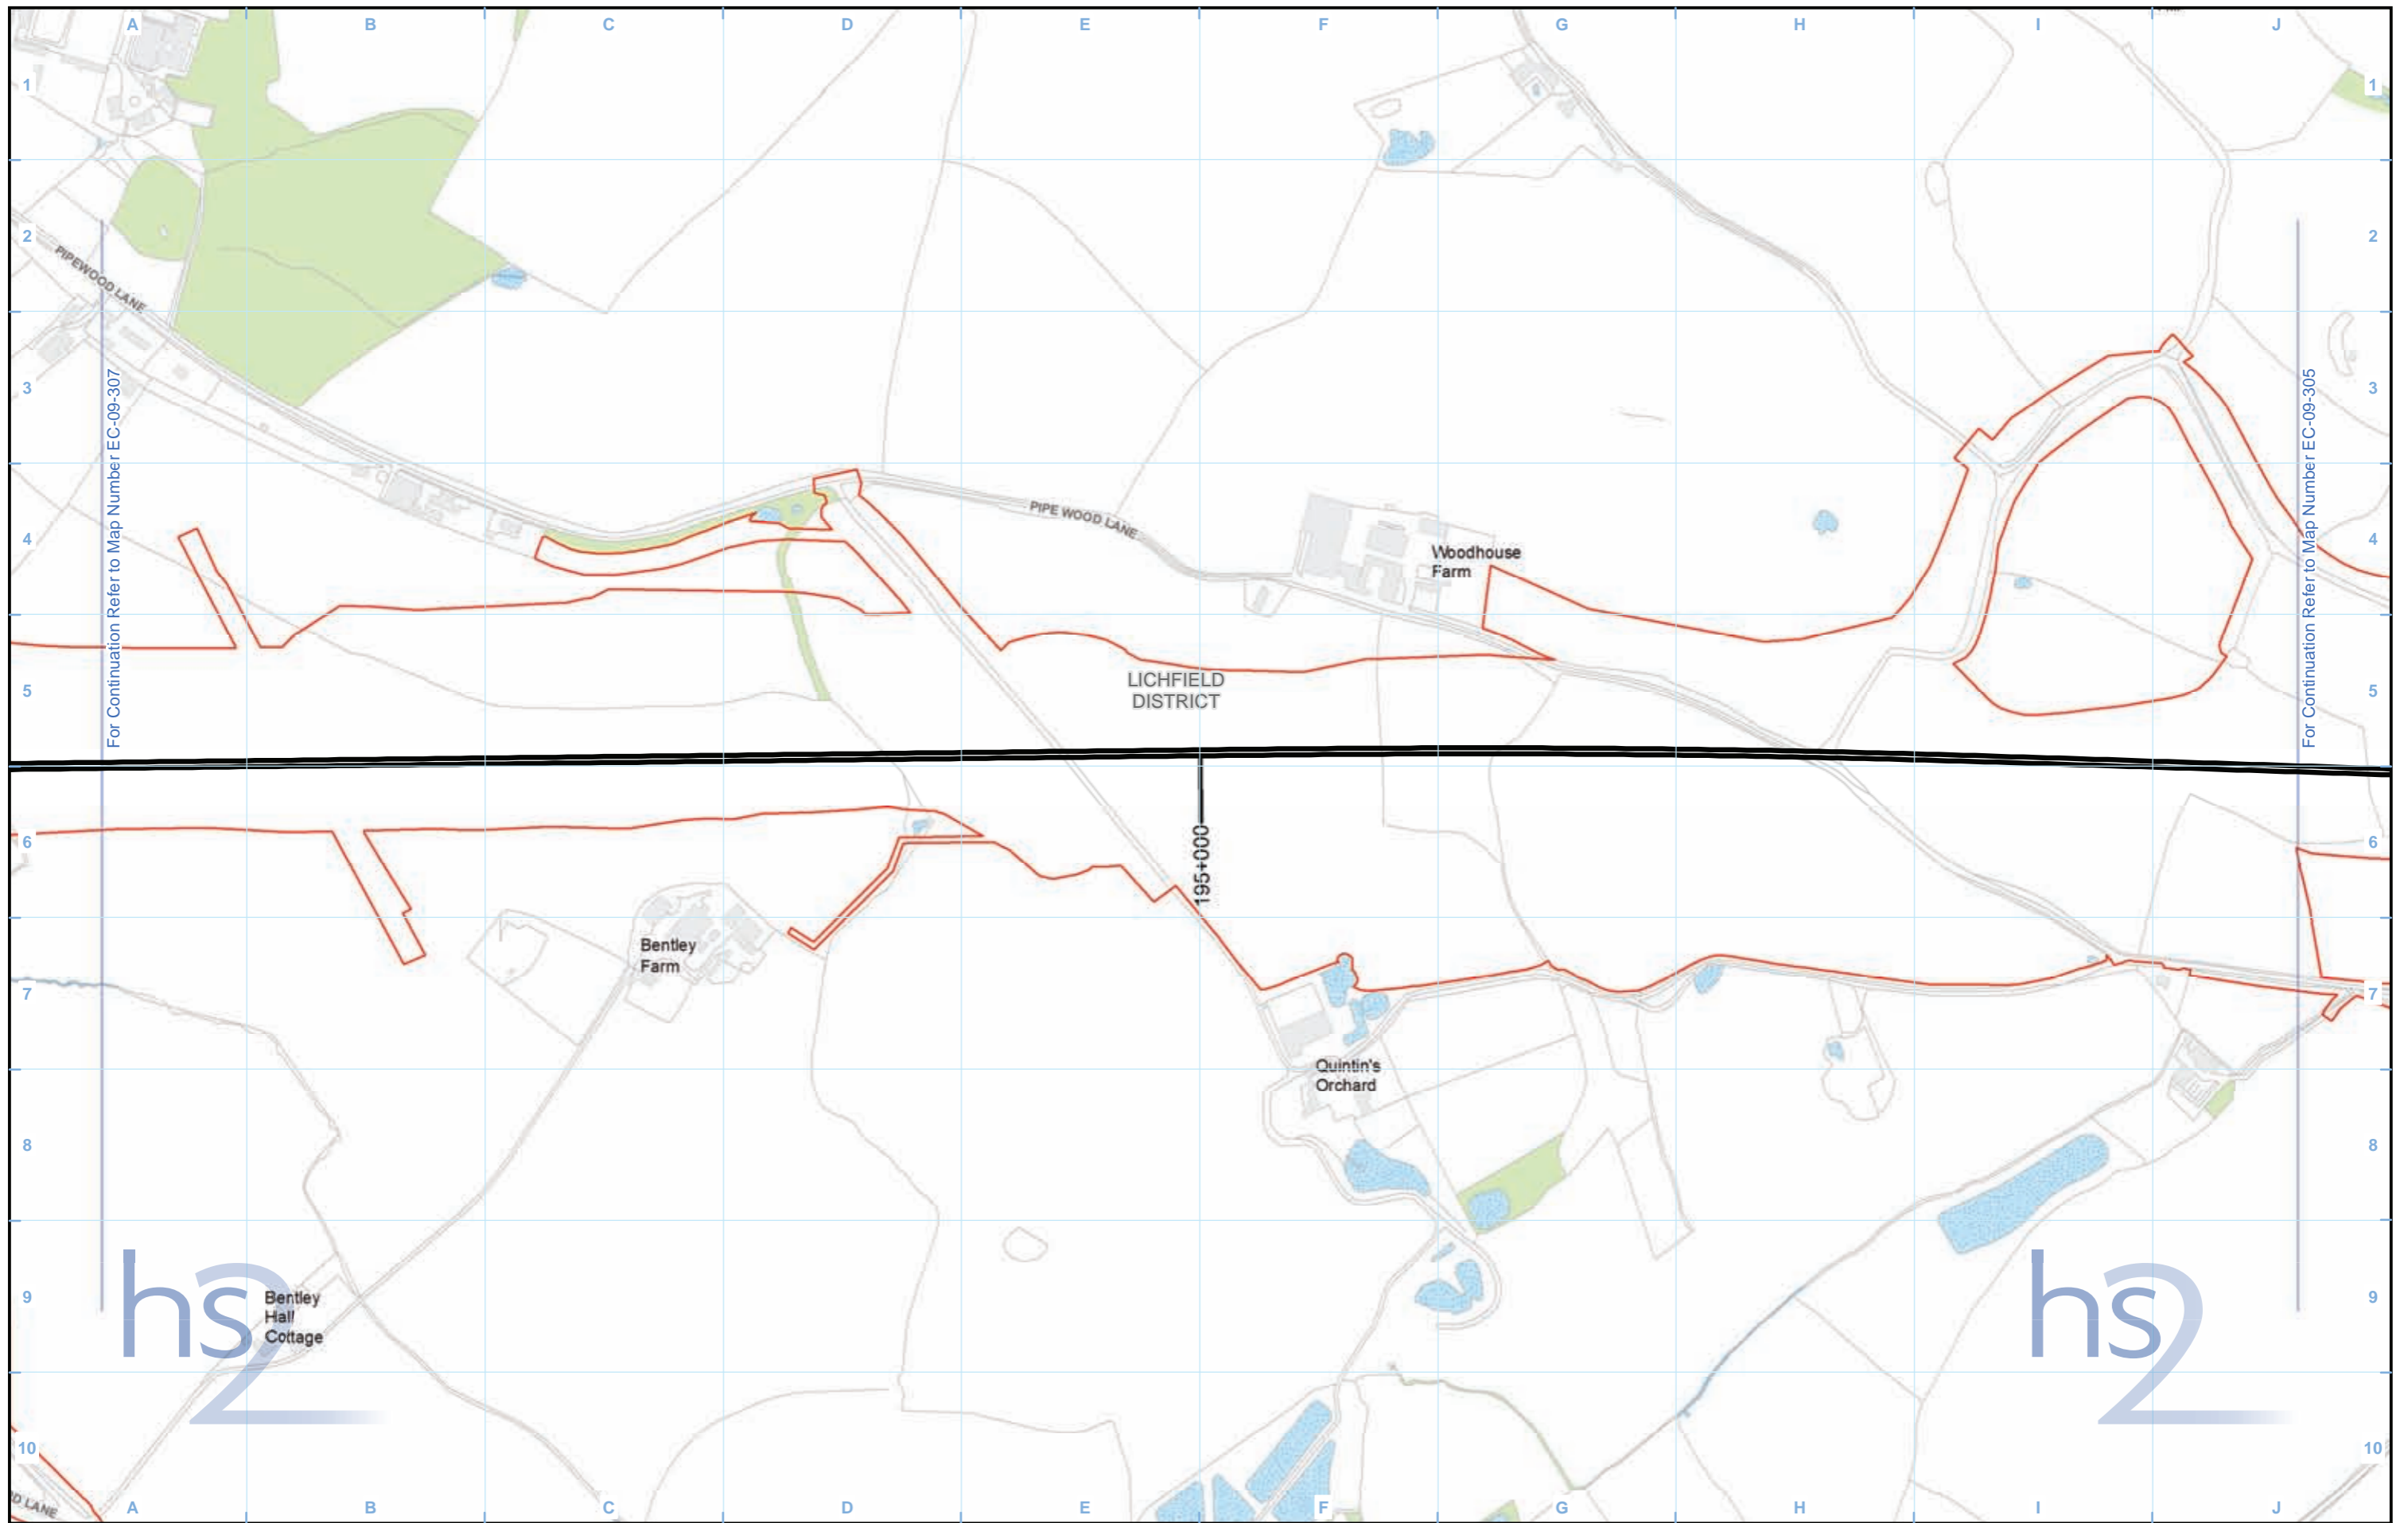 A B C D E F G H I J
1 1
2 2
PIPEWOOD LANE
3 3
For Continuation Refer to Map Number EC-09-307
For Continuation Refer to Map Number EC-09-305
4 4
PIPE WOOD LANE
Woodhouse
Farm
5 5
LICHFIELD
DISTRICT
6 6
195+000
Bentley
Farm
7 7
Quintin's
Orchard
8 8
9 9
hs2
Bentley
Hall
Cottage
hs2
10 10
D LANE
A B C D E F G H I J